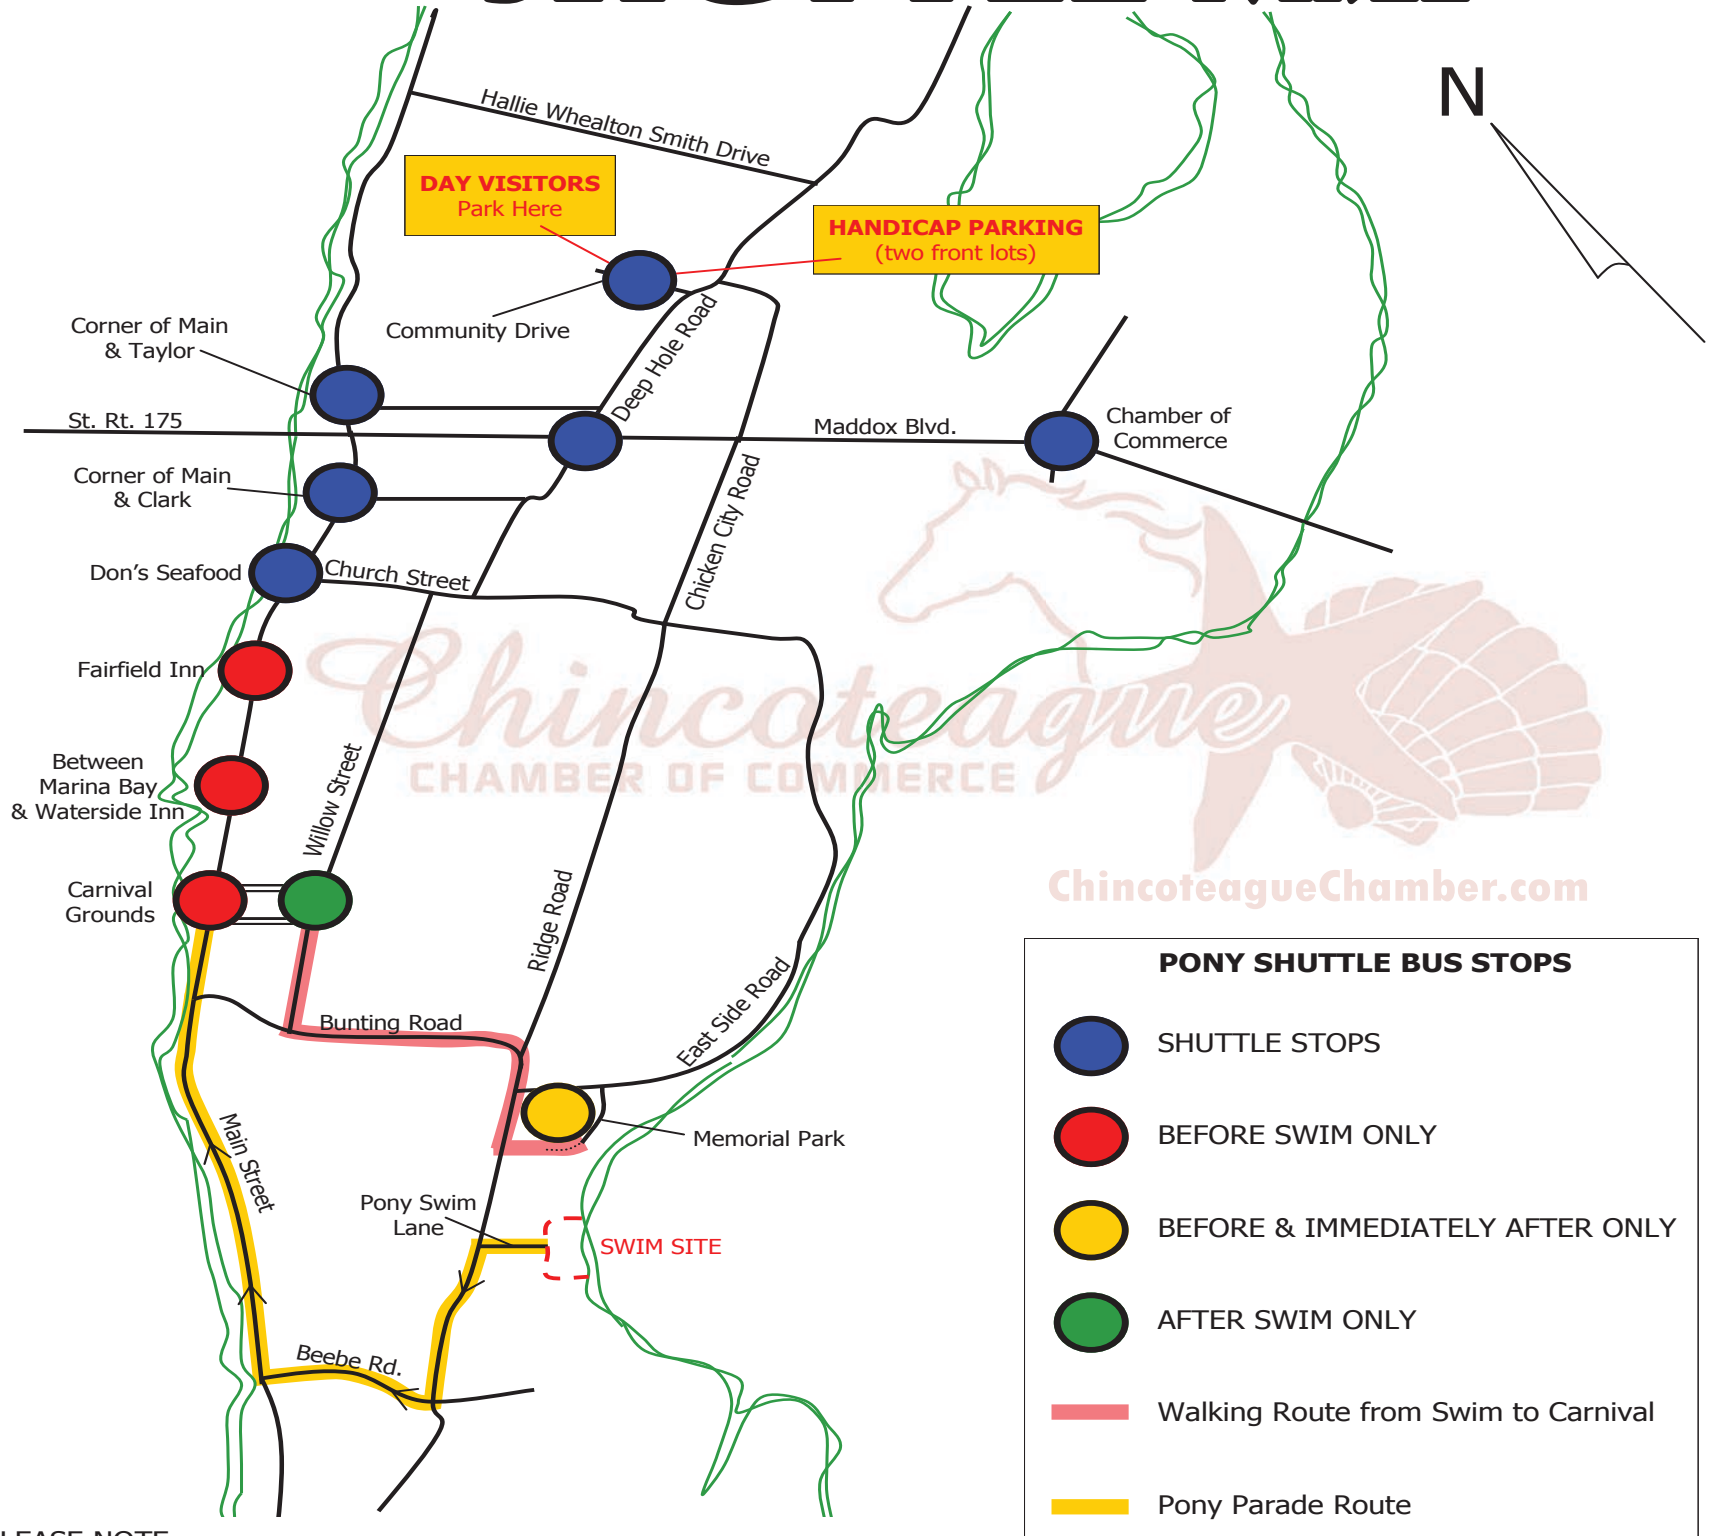 N
Hallie Whealton Smith Drive
DAY VISITORS
Park Here
HANDICAP PARKING
(two front lots)
Community Drive
Deep Hole Road
Corner of Main
& Taylor
St. Rt. 175
Maddox Blvd.
Chamber of
Commerce
Corner of Main
& Clark
Chicken City Road
Don's Seafood
Church Street
Fairfield Inn
Chincoteague
CHAMBER OF COMMERCE
Between
Marina Bay
& Waterside Inn
Willow Street
ChincoteagueChamber.com
Carnival
Grounds
Ridge Road
East Side Road
Bunting Road
Main Street
Memorial Park
Pony Swim
Lane
SWIM SITE
Beebe Rd.
PONY SHUTTLE BUS STOPS
SHUTTLE STOPS
BEFORE SWIM ONLY
BEFORE & IMMEDIATELY AFTER ONLY
AFTER SWIM ONLY
Walking Route from Swim to Carnival
Pony Parade Route